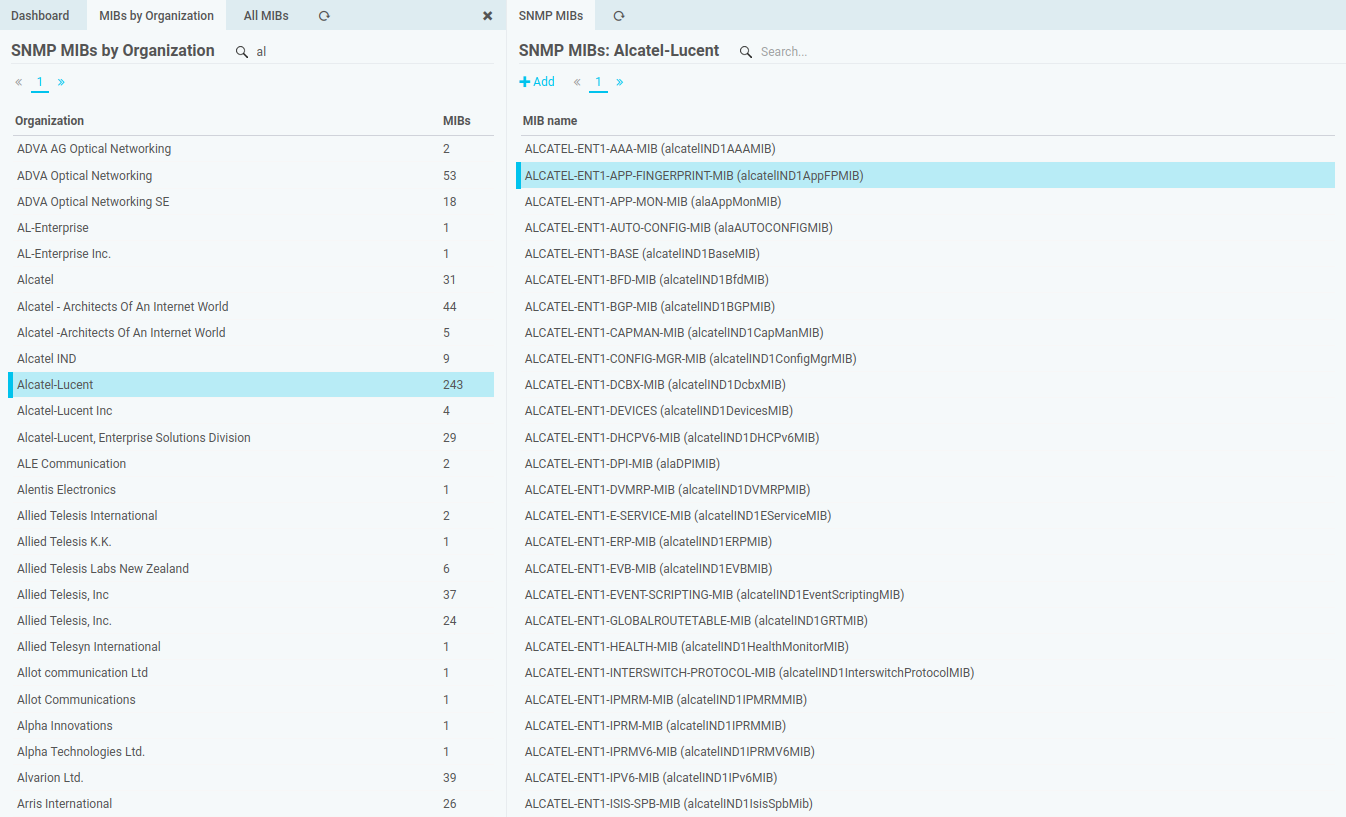 Dashboard MIBs by Organization All MIBs
SNMP MIBs by Organization al
« 1 »
Organization MIBs
ADVA AG Optical Networking 2
ADVA Optical Networking 53
ADVA Optical Networking SE 18
AL-Enterprise 1
AL-Enterprise Inc. 1
Alcatel 31
Alcatel - Architects Of An Internet World 44
Alcatel -Architects Of An Internet World 5
Alcatel IND 9
Alcatel-Lucent 243
Alcatel-Lucent Inc 4
Alcatel-Lucent, Enterprise Solutions Division 29
ALE Communication 2
Alentis Electronics 1
Allied Telesis International 2
Allied Telesis K.K. 1
Allied Telesis Labs New Zealand 6
Allied Telesis, Inc 37
Allied Telesis, Inc. 24
Allied Telesyn International 1
Allot communication Ltd 1
Allot Communications 1
Alpha Innovations 1
Alpha Technologies Ltd. 1
Alvarion Ltd. 39
Arris International 26
SNMP MIBs
SNMP MIBs: Alcatel-Lucent Search...
Add « 1 »
MIB name
ALCATEL-ENT1-AAA-MIB (alcatelIND1AAAMIB)
ALCATEL-ENT1-APP-FINGERPRINT-MIB (alcatelIND1AppFPMIB)
ALCATEL-ENT1-APP-MON-MIB (alaAppMonMIB)
ALCATEL-ENT1-AUTO-CONFIG-MIB (alaAUTOCONFIGMIB)
ALCATEL-ENT1-BASE (alcatelIND1BaseMIB)
ALCATEL-ENT1-BFD-MIB (alcatelIND1BfdMIB)
ALCATEL-ENT1-BGP-MIB (alcatelIND1BGPMIB)
ALCATEL-ENT1-CAPMAN-MIB (alcatelIND1CapManMIB)
ALCATEL-ENT1-CONFIG-MGR-MIB (alcatelIND1ConfigMgrMIB)
ALCATEL-ENT1-DCBX-MIB (alcatelIND1DcbxMIB)
ALCATEL-ENT1-DEVICES (alcatelIND1DevicesMIB)
ALCATEL-ENT1-DHCPV6-MIB (alcatelIND1DHCPv6MIB)
ALCATEL-ENT1-DPI-MIB (alaDPIMIB)
ALCATEL-ENT1-DVMRP-MIB (alcatelIND1DVMRPMIB)
ALCATEL-ENT1-E-SERVICE-MIB (alcatelIND1EServiceMIB)
ALCATEL-ENT1-ERP-MIB (alcatelIND1ERPMIB)
ALCATEL-ENT1-EVB-MIB (alcatelIND1EVBMIB)
ALCATEL-ENT1-EVENT-SCRIPTING-MIB (alcatelIND1EventScriptingMIB)
ALCATEL-ENT1-GLOBALROUTETABLE-MIB (alcatelIND1GRTMIB)
ALCATEL-ENT1-HEALTH-MIB (alcatelIND1HealthMonitorMIB)
ALCATEL-ENT1-INTERSWITCH-PROTOCOL-MIB (alcatelIND1InterswitchProtocolMIB)
ALCATEL-ENT1-IPMRM-MIB (alcatelIND1IPMRMMIB)
ALCATEL-ENT1-IPRM-MIB (alcatelIND1IPRMMIB)
ALCATEL-ENT1-IPRMV6-MIB (alcatelIND1IPRMV6MIB)
ALCATEL-ENT1-IPV6-MIB (alcatelIND1IPv6MIB)
ALCATEL-ENT1-ISIS-SPB-MIB (alcatelIND1IsisSpbMib)